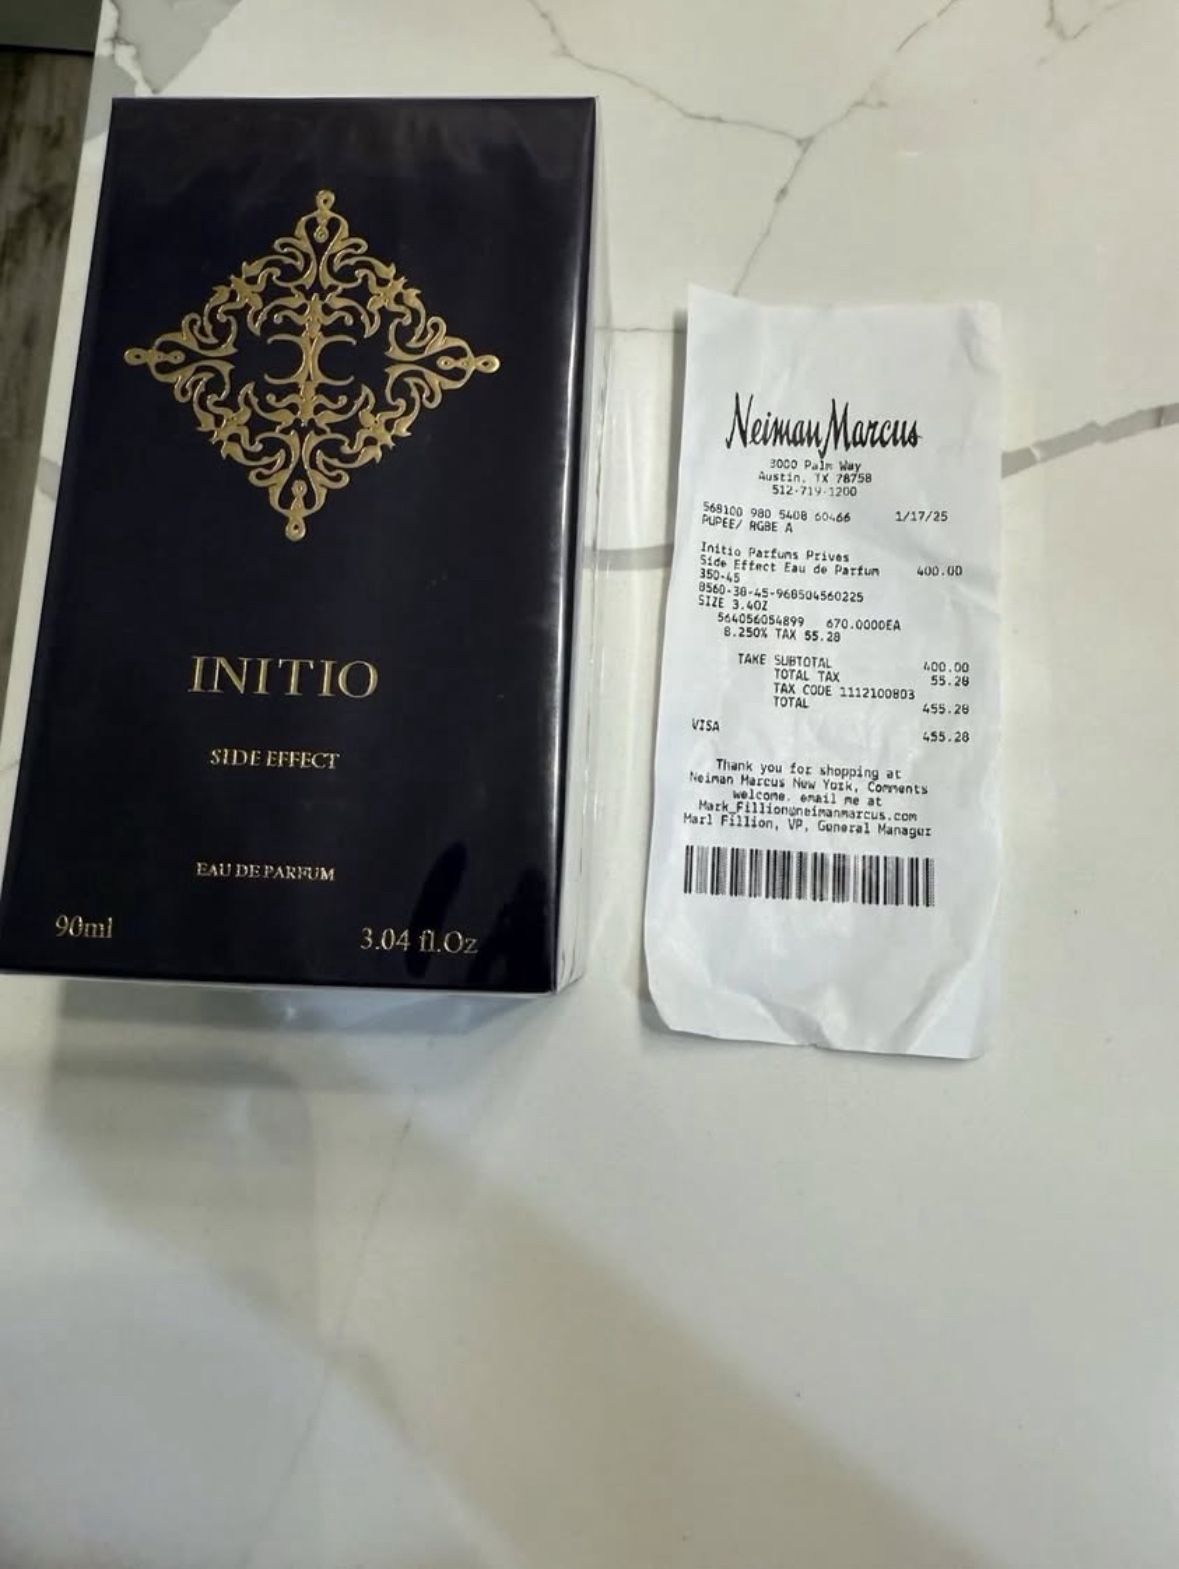 INITIO
SIDE EFFECT
EAU DE PARFUM
90ml 3.04 fl.Oz
Neiman Marcus
3000 Palm Way
Austin, TX 78758
512-719-1200
568100 980 5408 60466 1/17/25
PUPEE/ RGBE A
Initio Parfums Prives
Side Effect Eau de Parfum 400.00
350-45
8560-38-45-968504560225
SIZE 3.4OZ
564056054899 670.0000EA
8.250% TAX 55.28
TAKE SUBTOTAL 400.00
TOTAL TAX 55.28
TAX CODE 1112100803
TOTAL 455.28
VISA 455.28
Thank you for shopping at
Neiman Marcus New York, Comments
welcome. email me at
Mark_Fillion@neimanmarcus.com
Marl Fillion, VP, General Manager